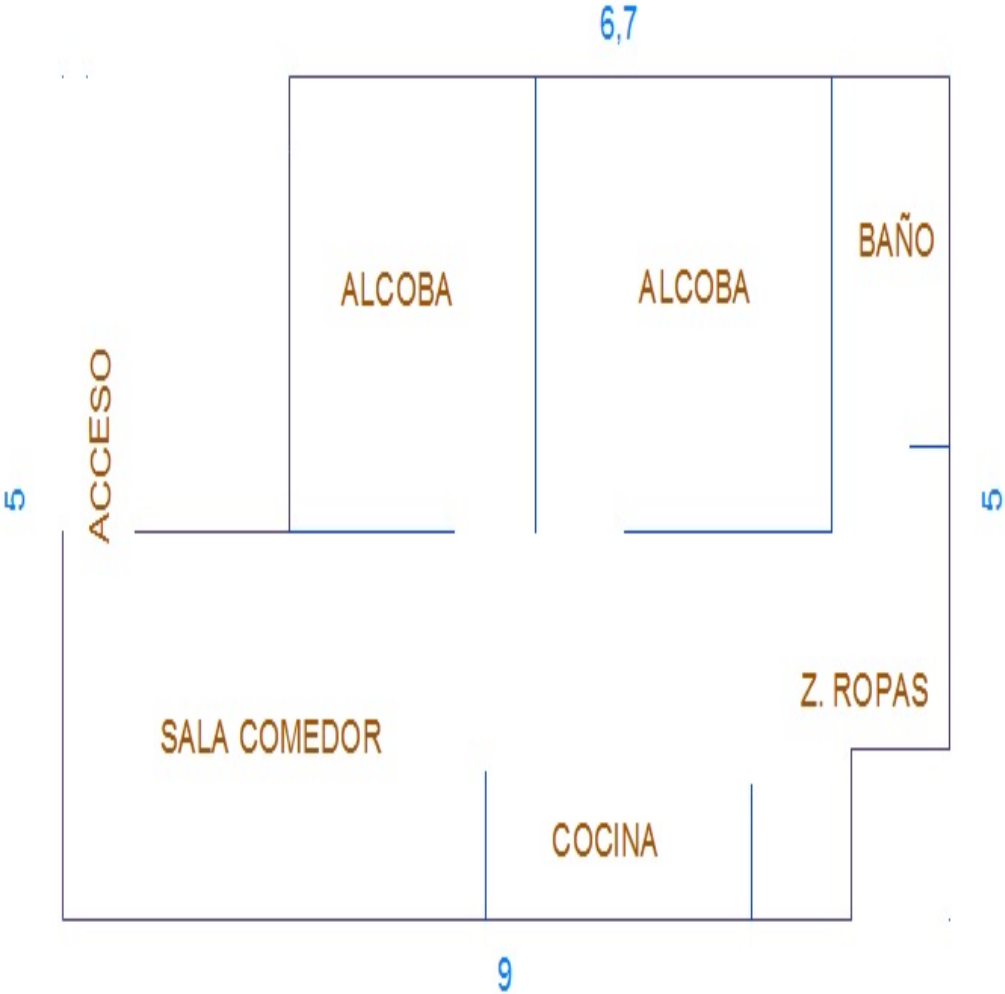 6,7
BAÑO
ALCOBA
ALCOBA
ACCESO
5
5
Z. ROPAS
SALA COMEDOR
COCINA
9